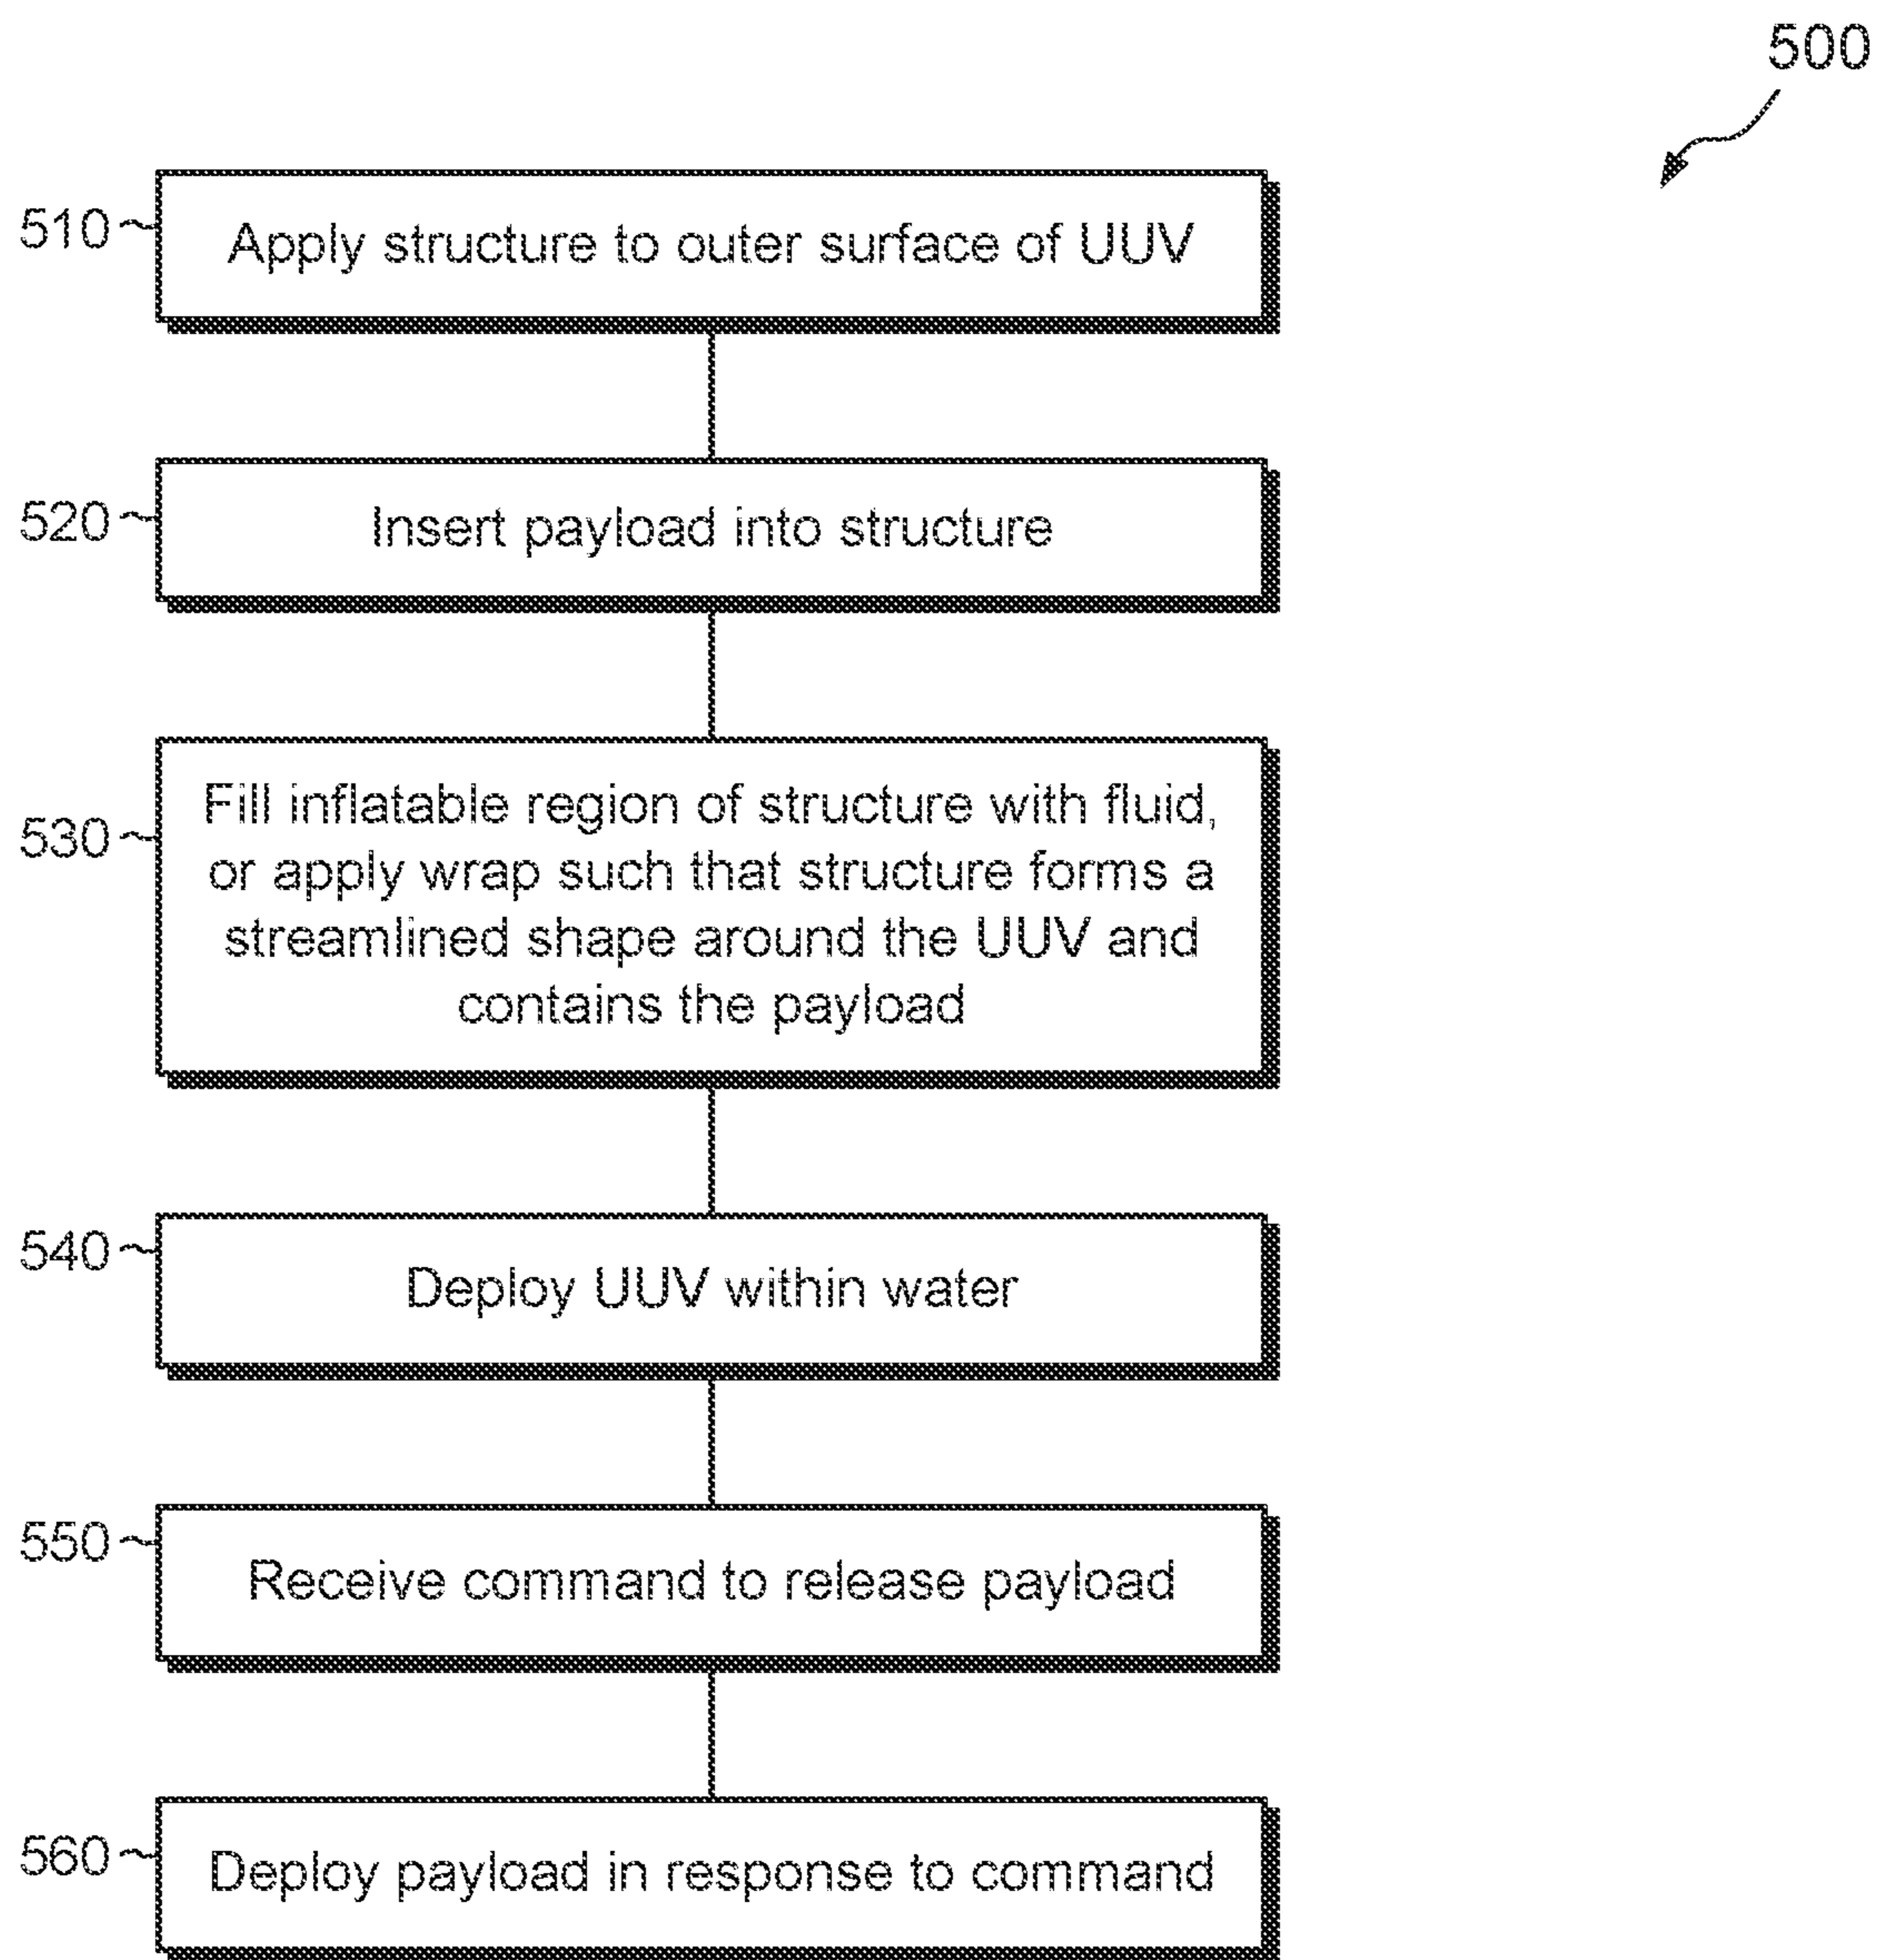 500
510
Apply structure to outer surface of UUV
520
Insert payload into structure
530
Fill inflatable region of structure with fluid,
or apply wrap such that structure forms a
streamlined shape around the UUV and
contains the payload
540
Deploy UUV within water
550
Receive command to release payload
560
Deploy payload in response to command